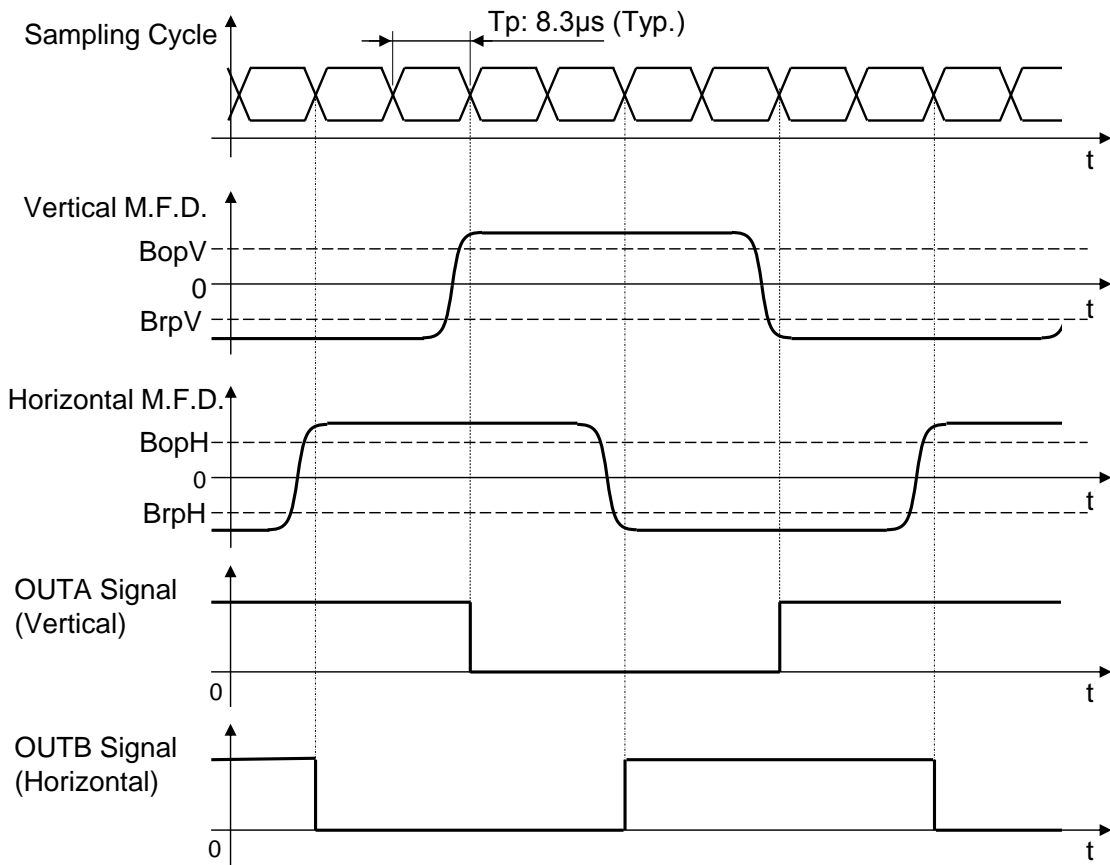 Tp: 8.3µs (Typ.)
Sampling Cycle
t
Vertical M.F.D.
BopV
0
t
BrpV
Horizontal M.F.D.
BopH
0
t
BrpH
OUTA Signal
(Vertical)
0
t
OUTB Signal
(Horizontal)
0
t